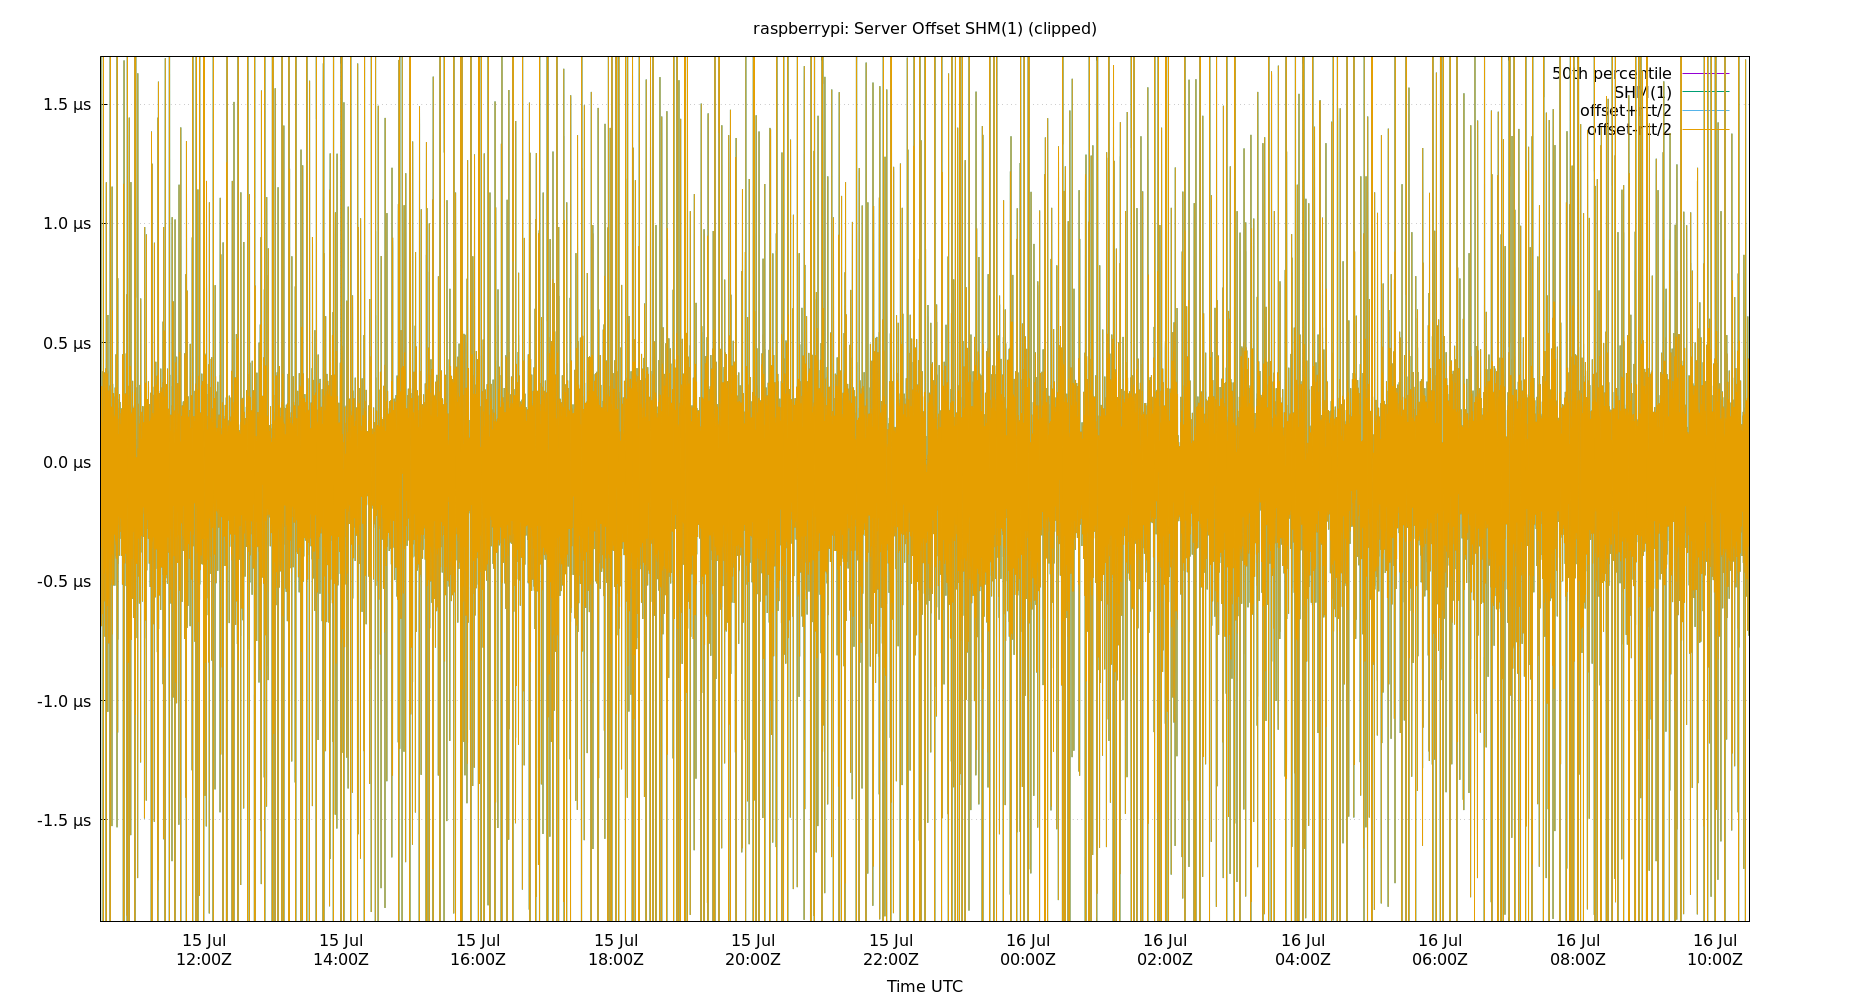 raspberrypi: Server Offset SHM(1) (clipped)
50th percentile
SHM(1)
offset+rtt/2
offset-rtt/2
1.5 µs
1.0 µs
0.5 µs
0.0 µs
-0.5 µs
-1.0 µs
-1.5 µs
15 Jul 15 Jul 15 Jul 15 Jul 15 Jul 15 Jul 16 Jul 16 Jul 16 Jul 16 Jul 16 Jul 16 Jul
12:00Z 14:00Z 16:00Z 18:00Z 20:00Z 22:00Z 00:00Z 02:00Z 04:00Z 06:00Z 08:00Z 10:00Z
Time UTC